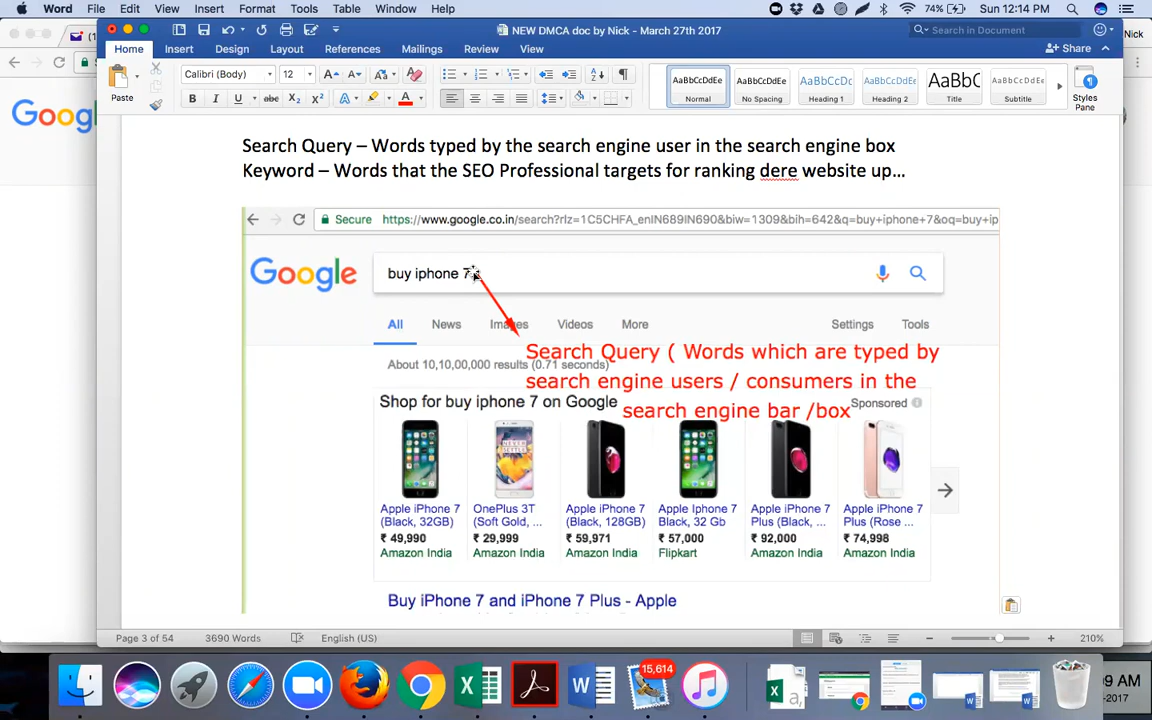 Word File Edit View Insert Format Tools Table Window Help
74% Sun 12:14 PM
NEW DMCA doc by Nick - March 27th 2017
Search in Document
Nick
Home Insert Design Layout References Mailings Review View
Share
Paste
Calibri (Body) 12
B I U abc X2 X2
AaBbCcDdEe AaBbCcDdEe AaBbCcDc AaBbCcDdEe AaBbC AaBbCcDdEe
Normal No Spacing Heading 1 Heading 2 Title Subtitle
Styles
Pane
Search Query – Words typed by the search engine user in the search engine box
Keyword – Words that the SEO Professional targets for ranking dere website up…
Secure https://www.google.co.in/search?rlz=1C5CHFA_enIN689IN690&biw=1309&bih=642&q=buy+iphone+7&oq=buy+ip
Google
buy iphone 7
All News Images Videos More Settings Tools
About 10,10,00,000 results (0.71 seconds)
Search Query ( Words which are typed by
search engine users / consumers in the
search engine bar /box
Shop for buy iphone 7 on Google
Sponsored
Apple iPhone 7 OnePlus 3T Apple iPhone 7 Apple Iphone 7 Apple iPhone 7 Apple iPhone 7
(Black, 32GB) (Soft Gold, ... (Black, 128GB) Black, 32 Gb Plus (Black, ... Plus (Rose ...
₹ 49,990 ₹ 29,999 ₹ 59,971 ₹ 57,000 ₹ 92,000 ₹ 74,998
Amazon India Amazon India Amazon India Flipkart Amazon India Amazon India
Buy iPhone 7 and iPhone 7 Plus - Apple
Page 3 of 54 3690 Words English (US) 210%
15,614